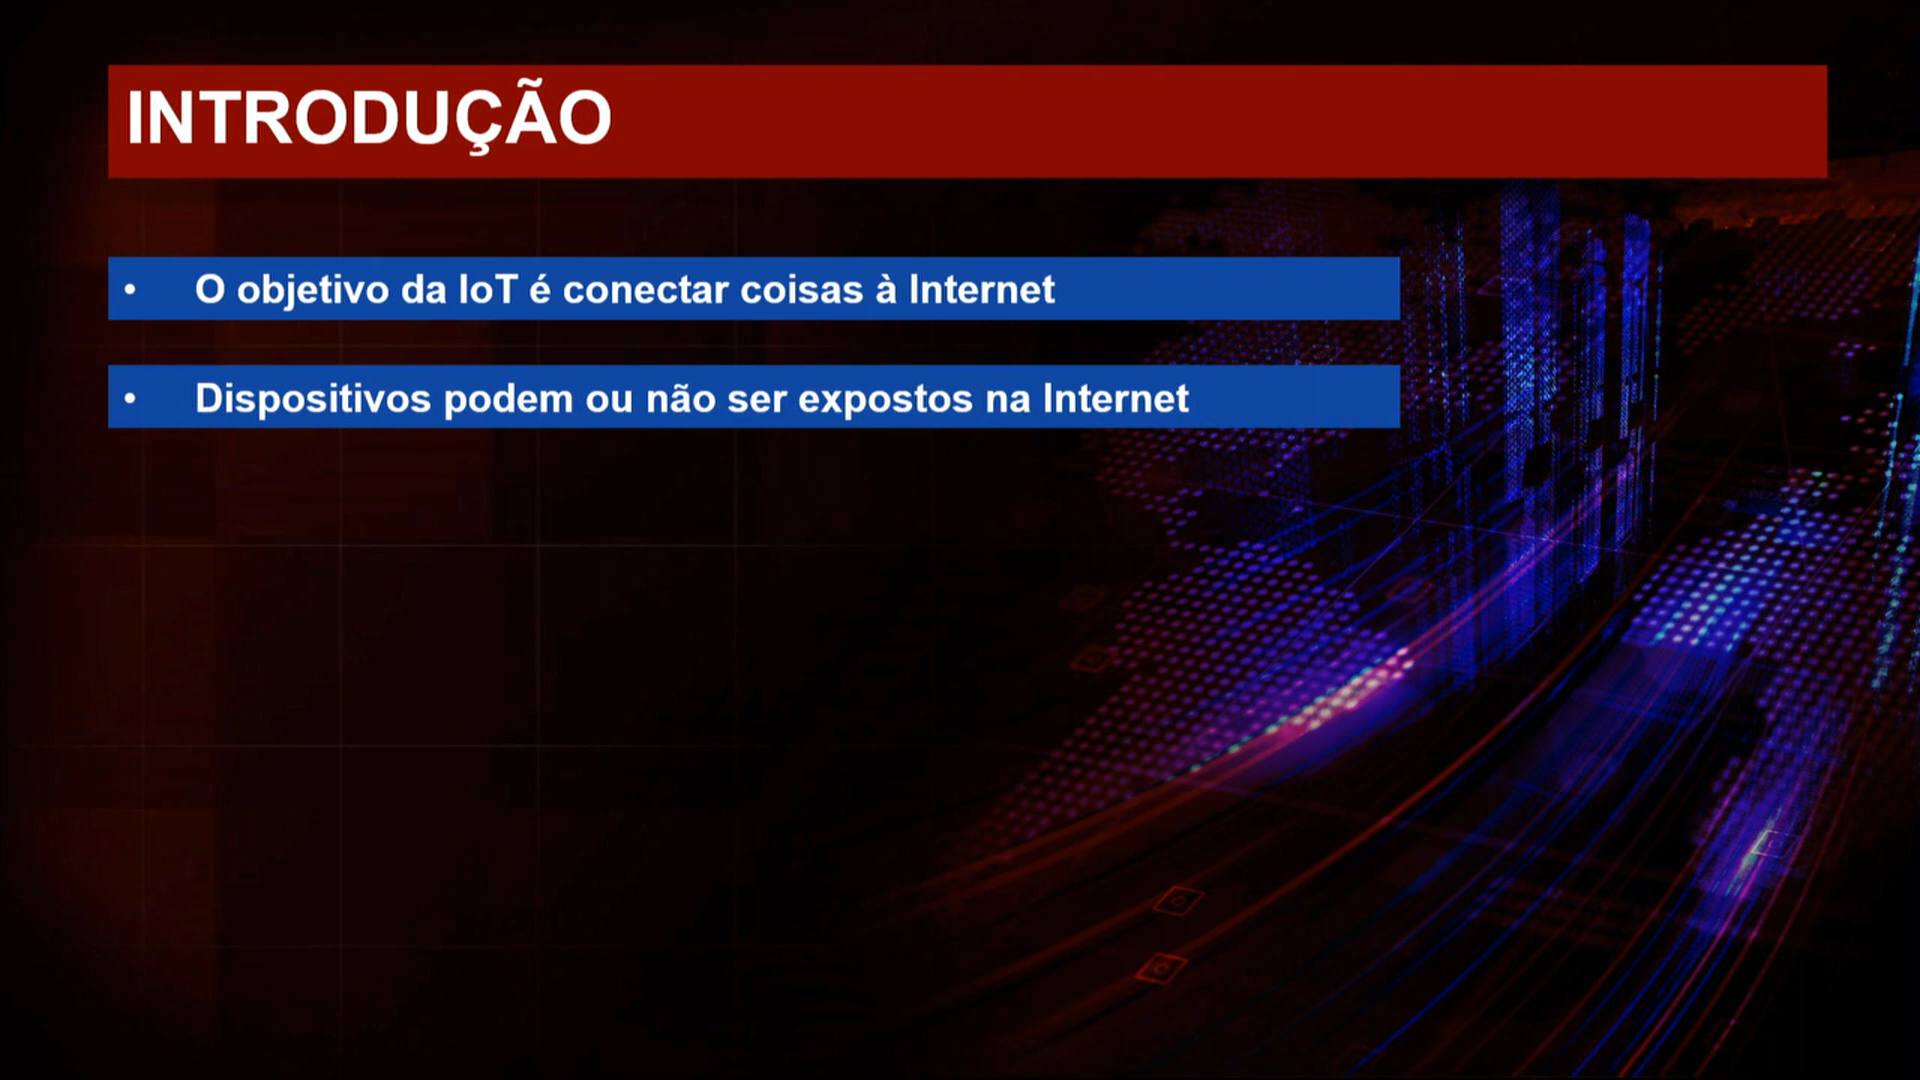 INTRODUÇÃO
• O objetivo da IoT é conectar coisas à Internet
• Dispositivos podem ou não ser expostos na Internet